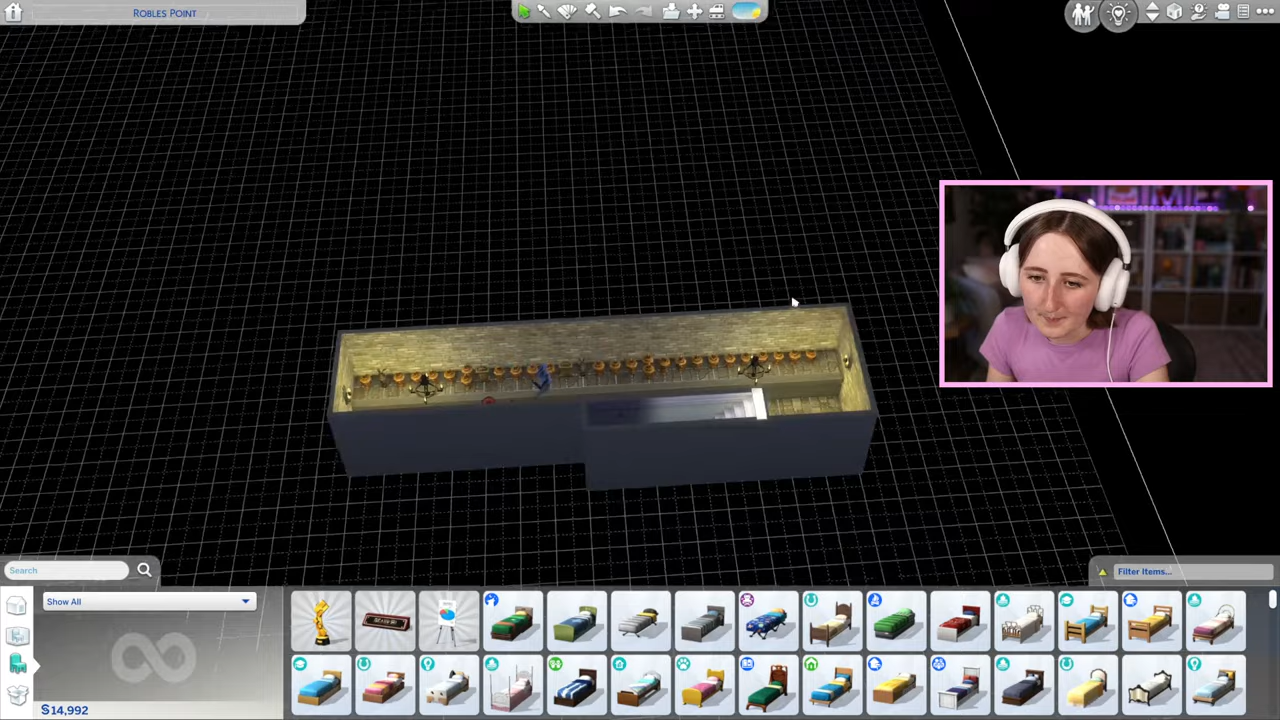 ROBLES POINT
Search
Filter Items...
Show All
§14,992